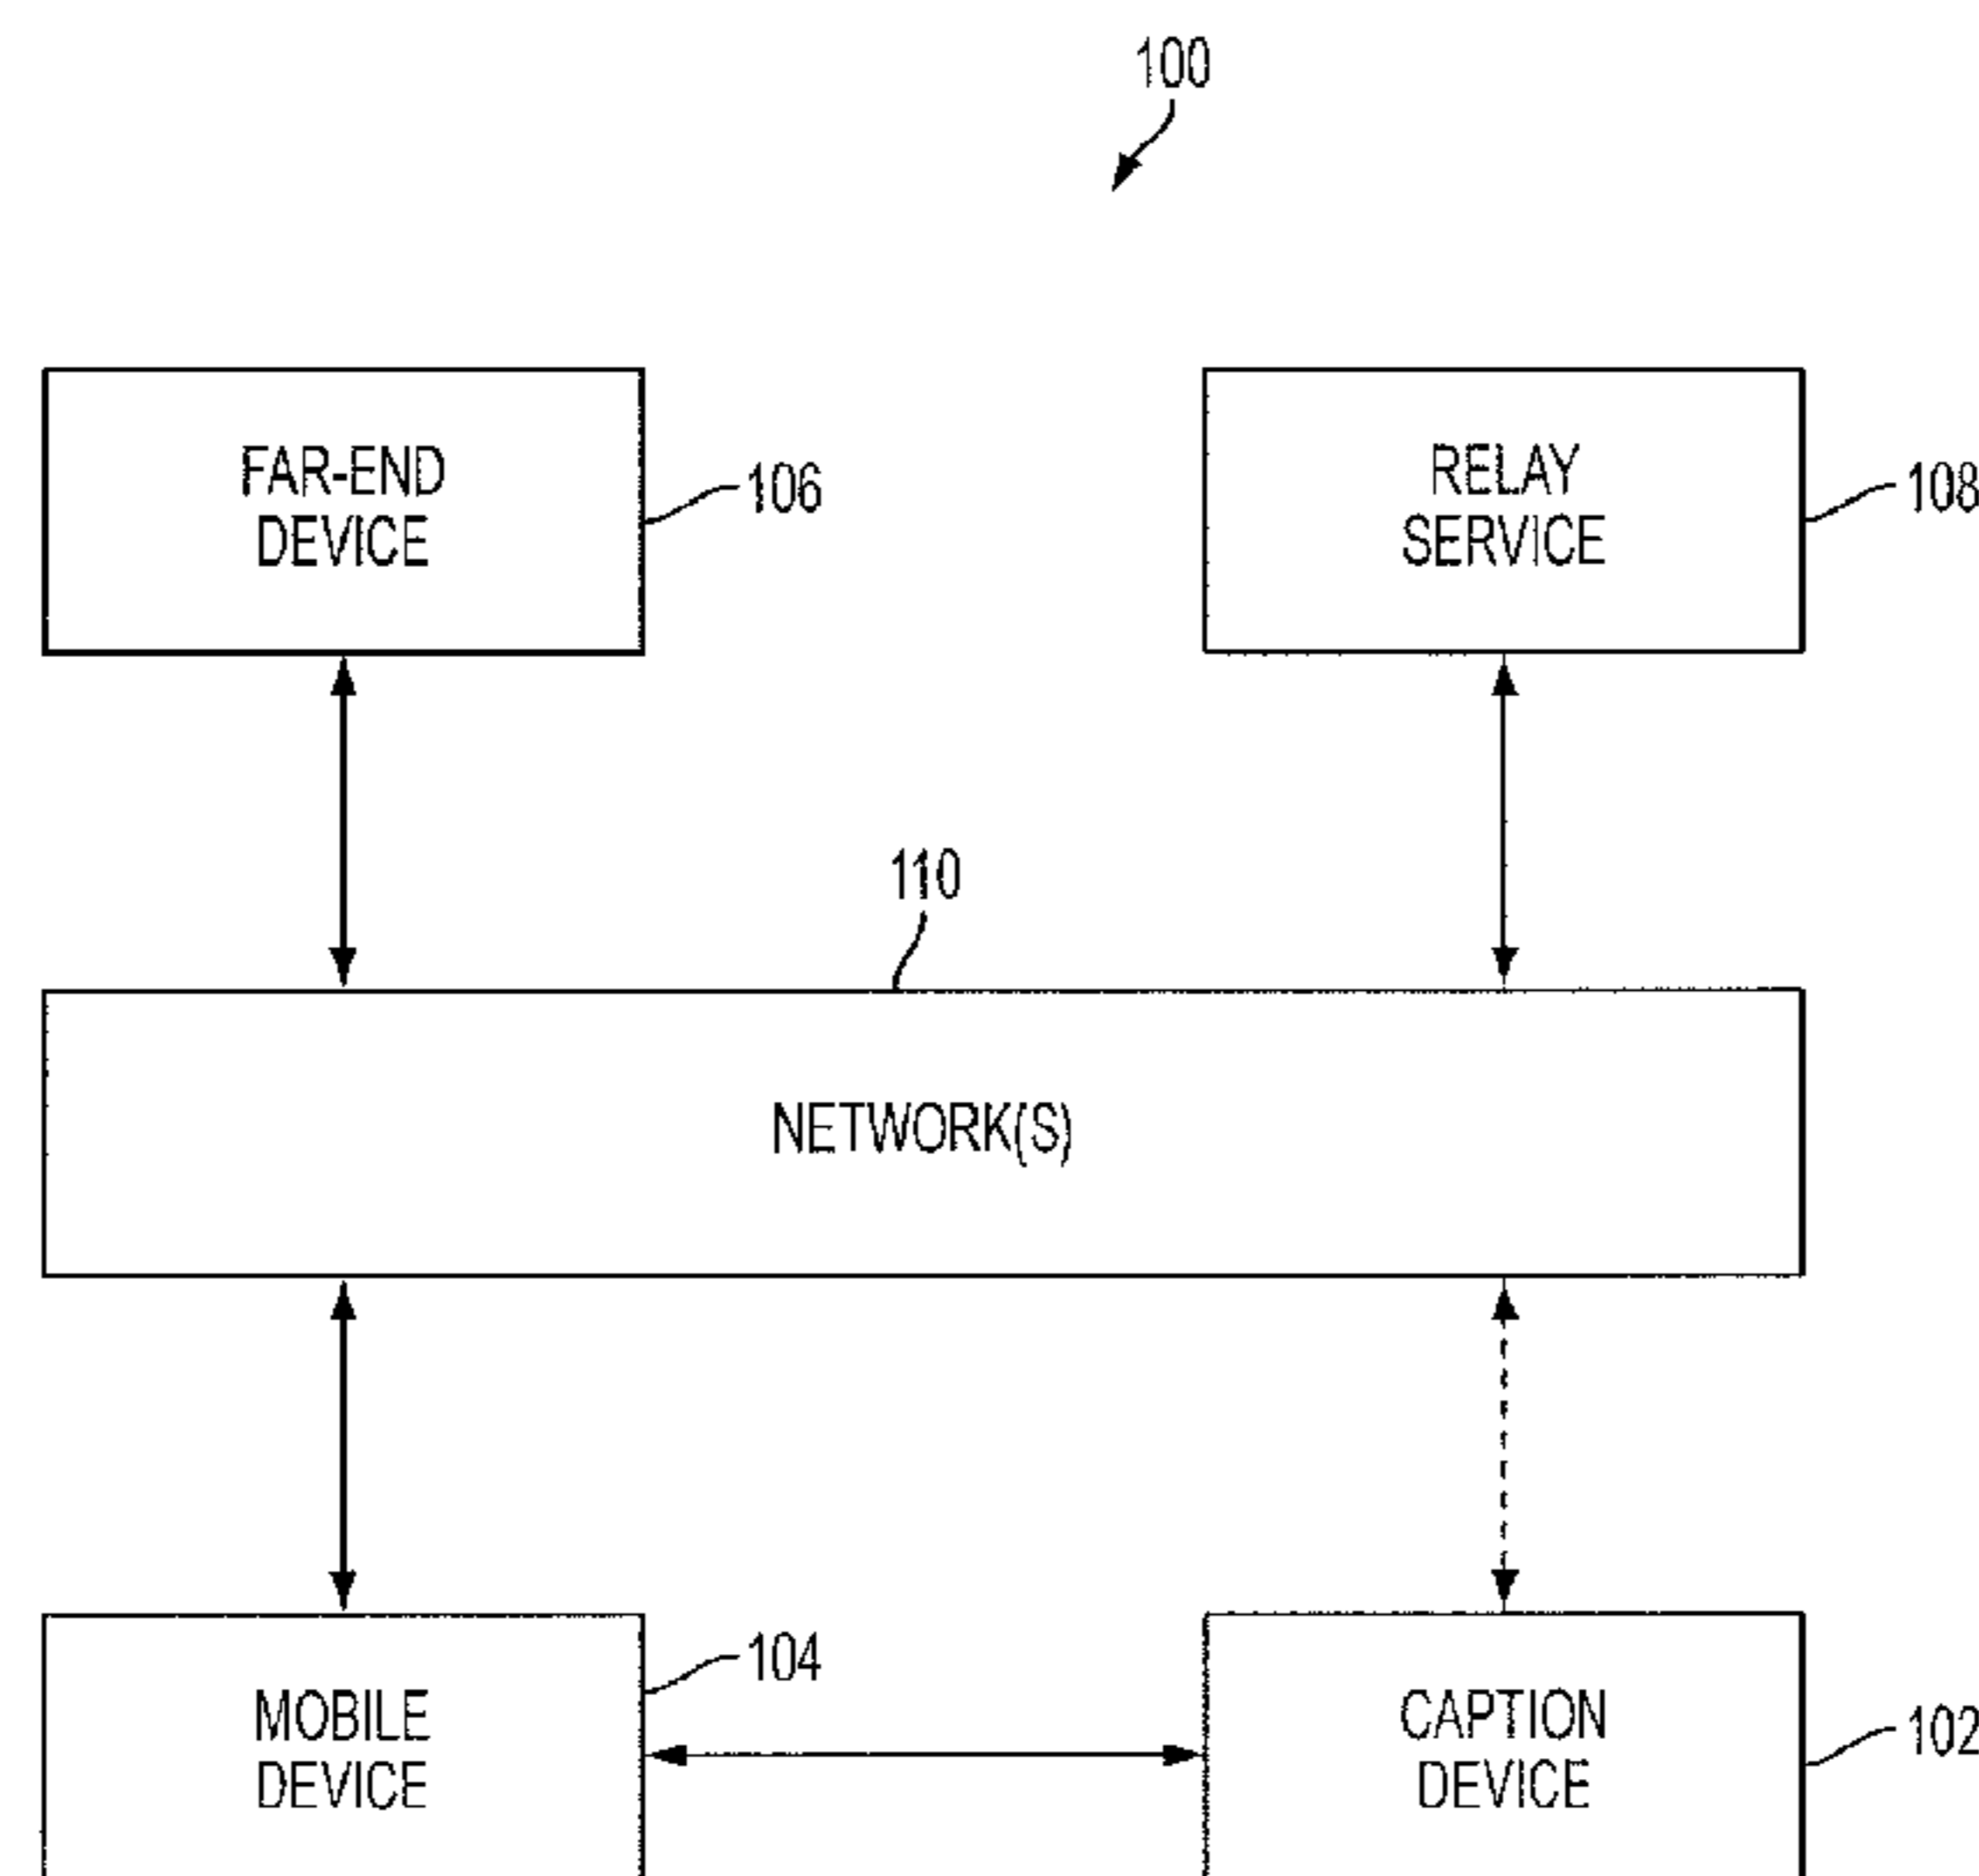 100
FAR-END
DEVICE
106
RELAY
SERVICE
108
110
NETWORK(S)
MOBILE
DEVICE
104
CAPTION
DEVICE
102